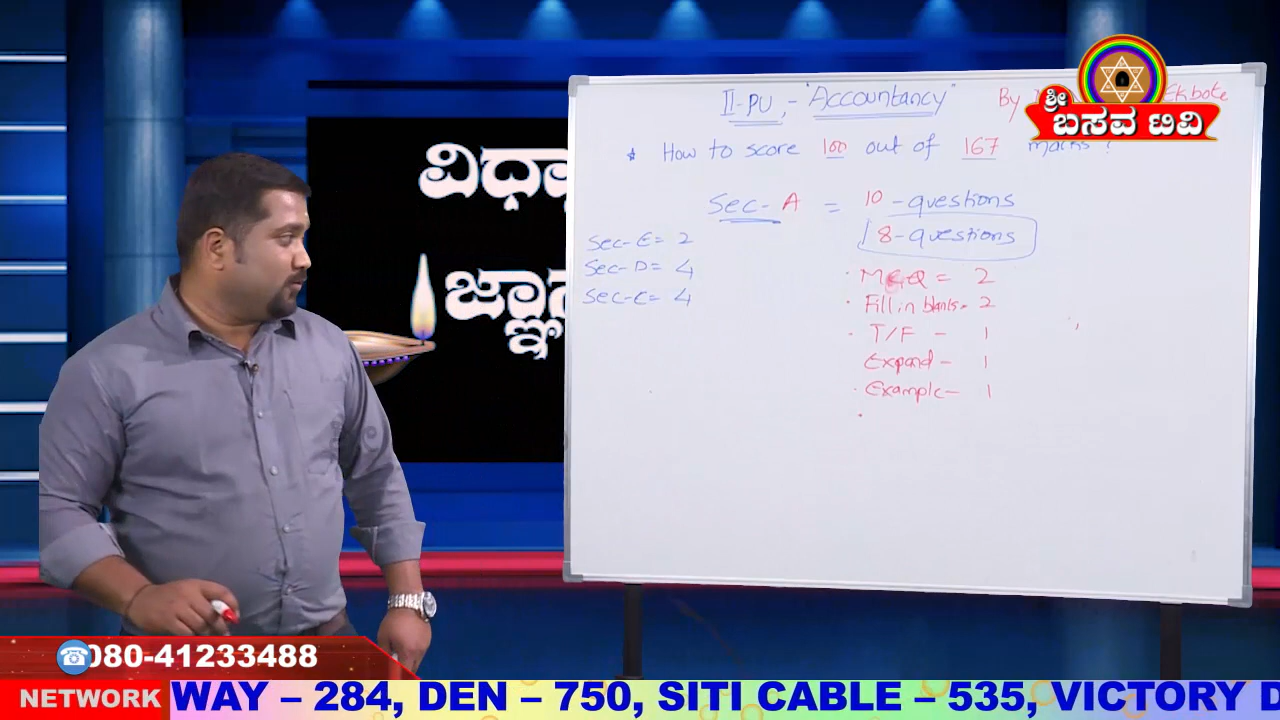 II-PU, - "Accountancy" By Ekbote
ಶ್ರೀ
ಬಸವ ಟಿವಿ
* How to score 100 out of 167 marks ?
Sec- A = 10 -questions
18-questions
Sec-E= 2
Sec-D= 4
Sec-C= 4
MCQ = 2
Fill in blanks - 2
T/F - 1
Expand - 1
Example - 1
ವಿಧ್ಯಾ
ಜ್ಞಾನ
080-41233488
NETWORK WAY – 284, DEN – 750, SITI CABLE – 535, VICTORY D